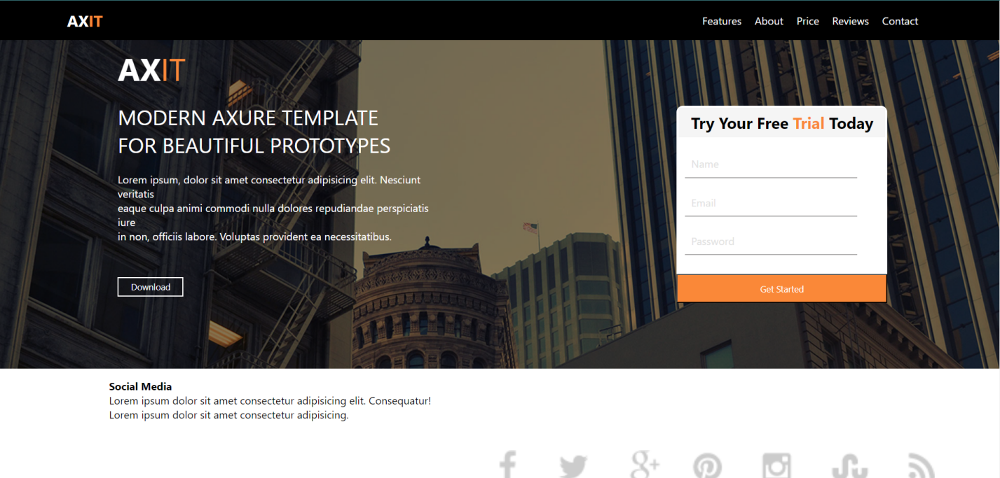 AXIT
Features About Price Reviews Contact
AXIT
MODERN AXURE TEMPLATE
FOR BEAUTIFUL PROTOTYPES
Lorem ipsum, dolor sit amet consectetur adipisicing elit. Nesciunt
veritatis
eaque culpa animi commodi nulla dolores repudiandae perspiciatis
iure
in non, officiis labore. Voluptas provident ea necessitatibus.
Download
Try Your Free Trial Today
Name
Email
Password
Get Started
Social Media
Lorem ipsum dolor sit amet consectetur adipisicing elit. Consequatur!
Lorem ipsum dolor sit amet consectetur adipisicing.